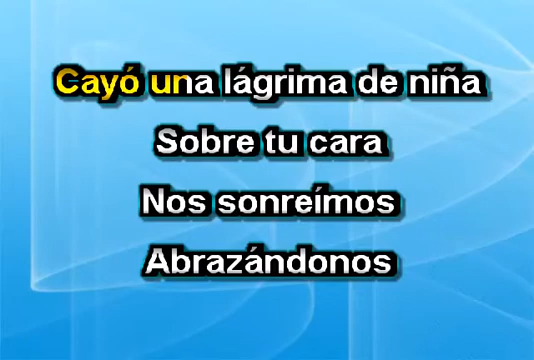 Cayó una lágrima de niña
Sobre tu cara
Nos sonreímos
Abrazándonos